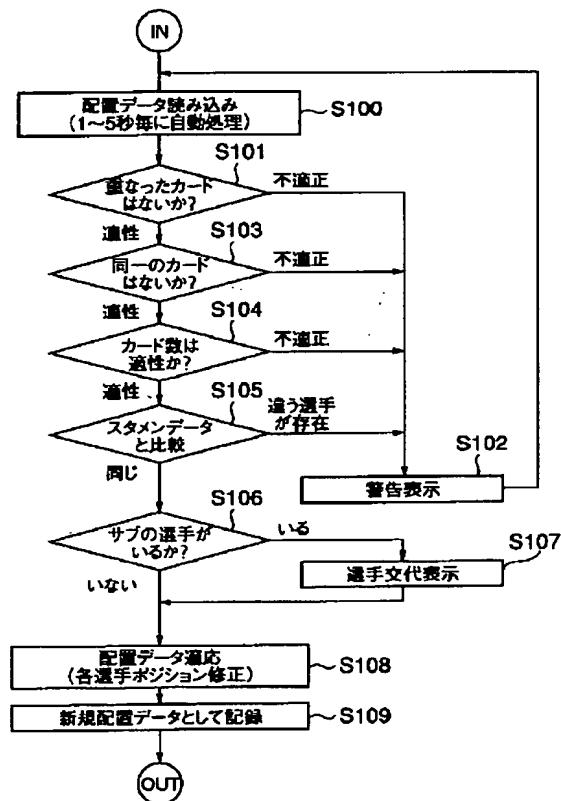 IN
配置データ読み込み
(1～5秒毎に自動処理)
S100
S101
重なったカード
はないか?
不適正
適性
S103
同一のカード
はないか?
不適正
適性
S104
カード数は
適性か?
不適正
適性
S105
スタメンデータ
と比較
違う選手
が存在
同じ
S102
警告表示
S106
サブの選手が
いるか?
いる
いない
S107
選手交代表示
配置データ適応
(各選手ポジション修正)
S108
新規配置データとして記録
S109
OUT